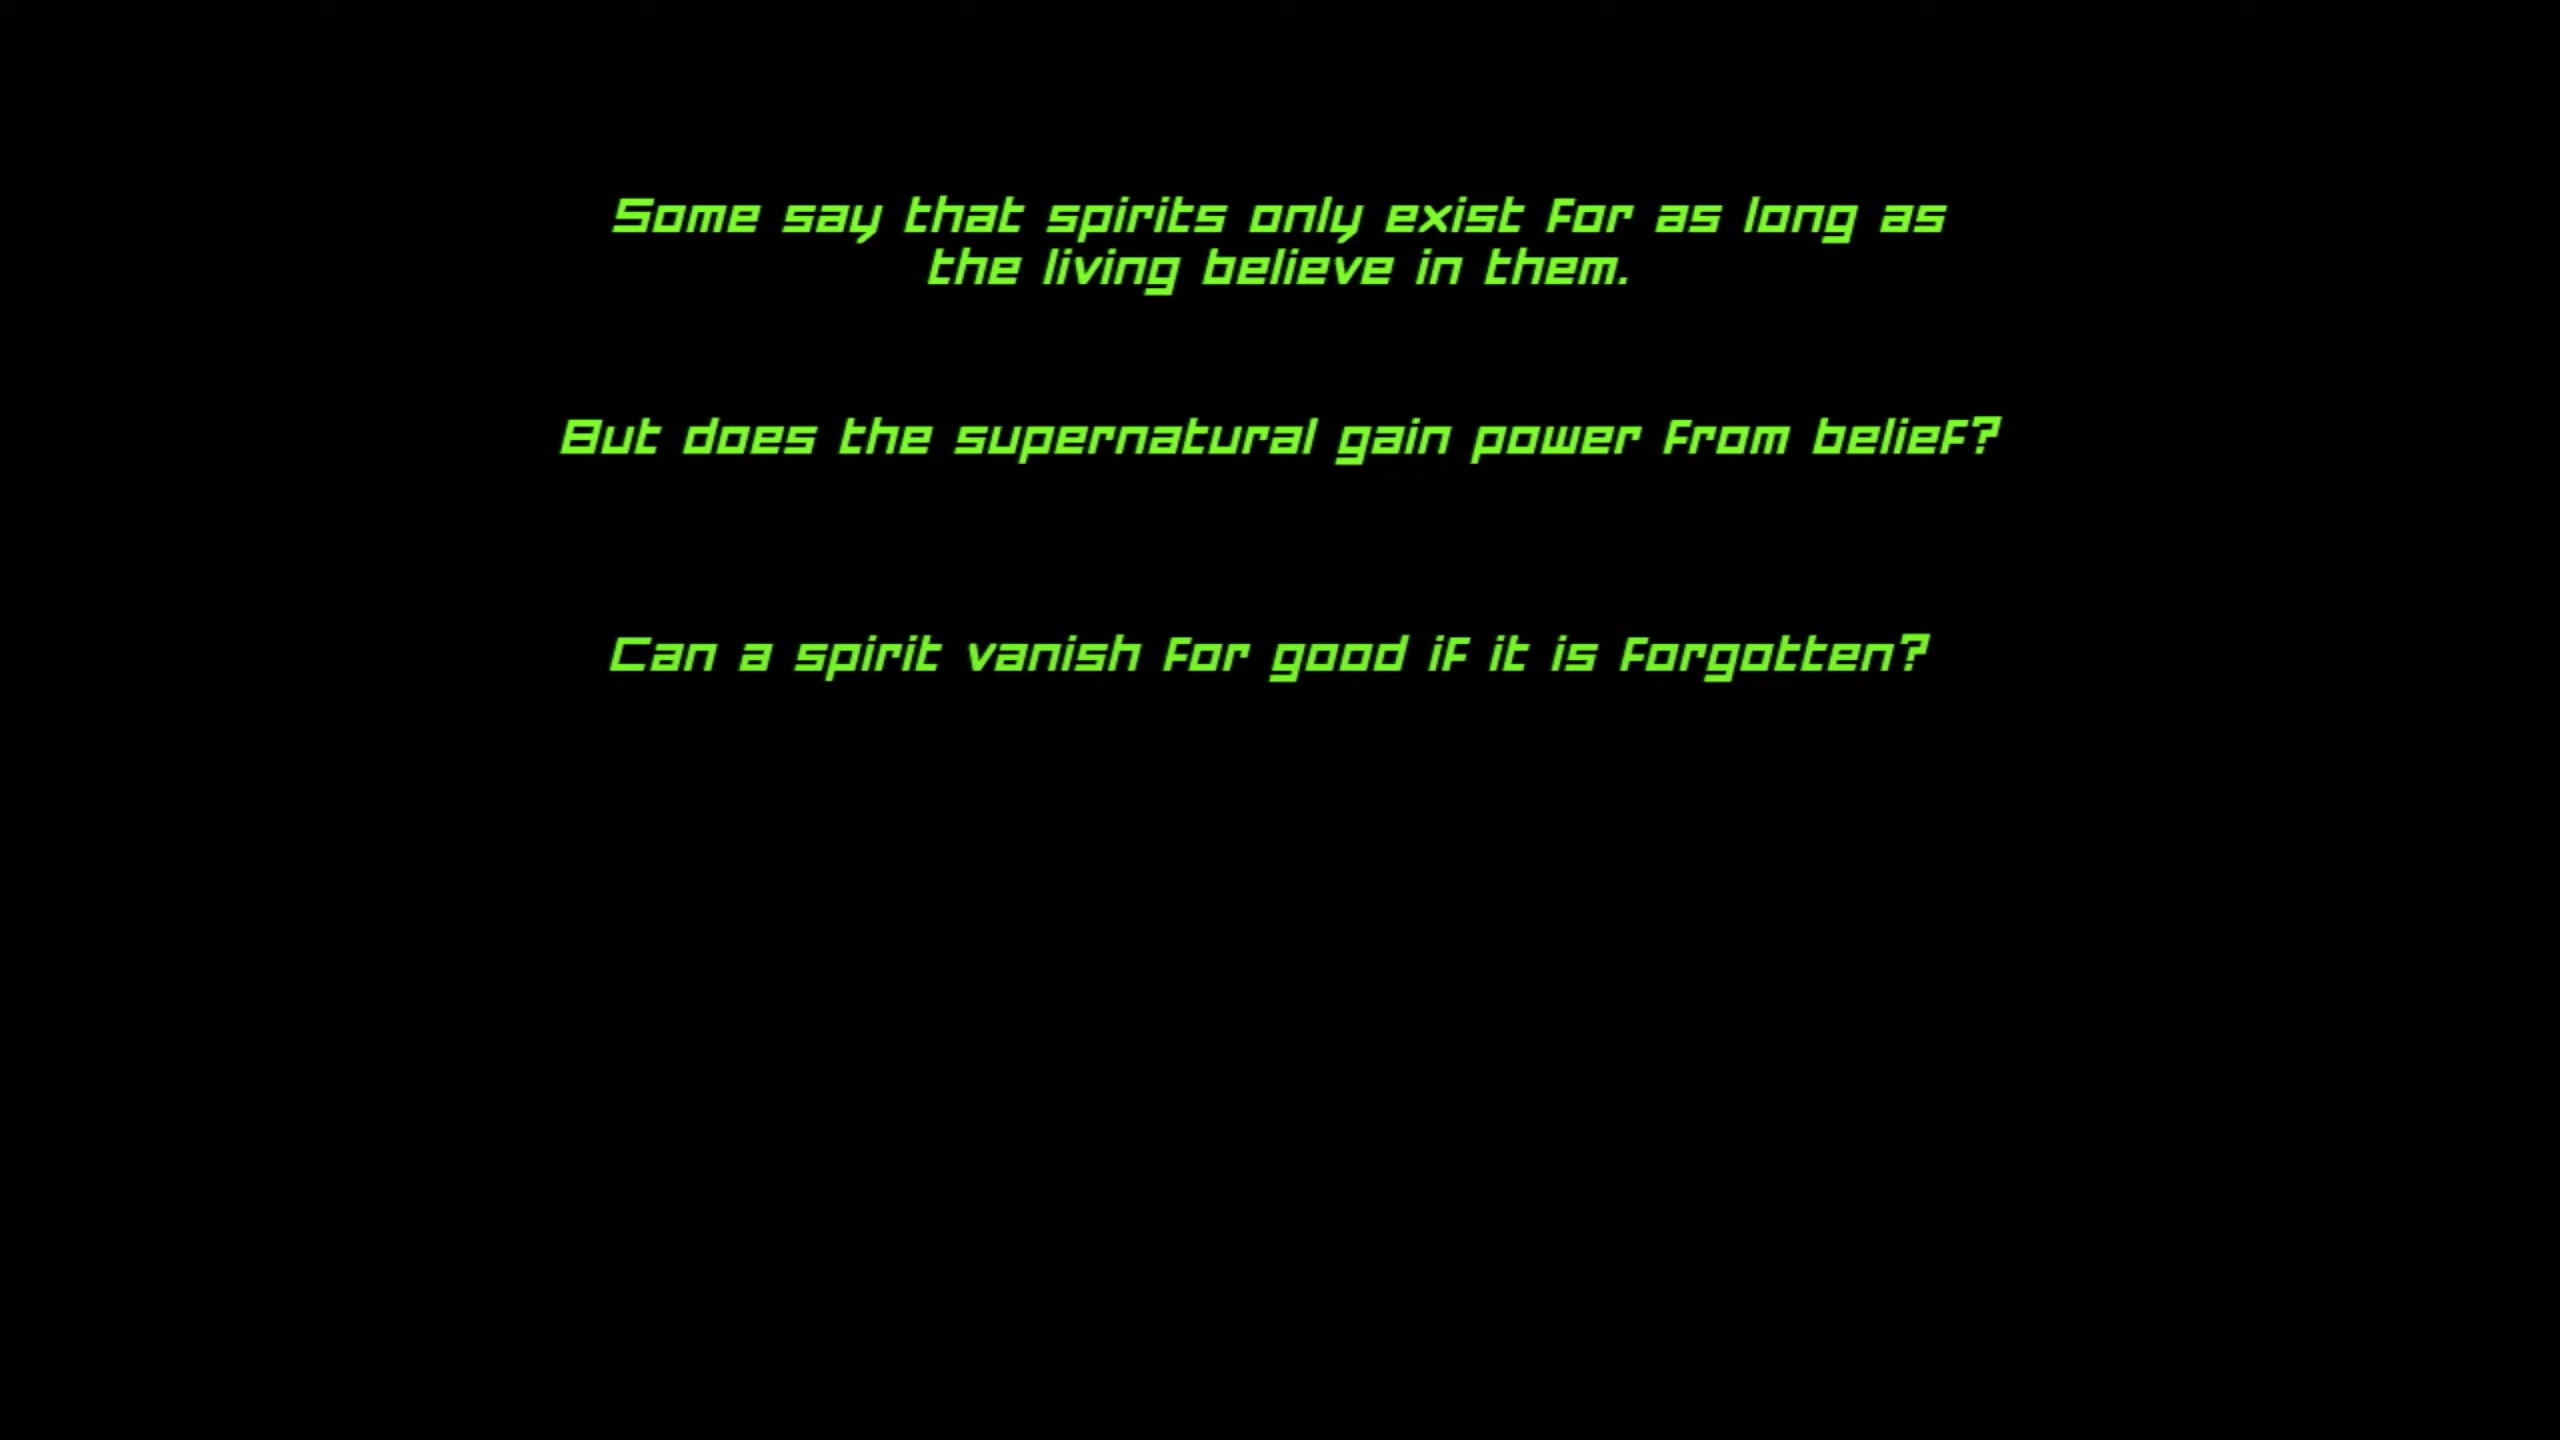 Some say that spirits only exist for as long as
the living believe in them.
But does the supernatural gain power from belief?
Can a spirit vanish for good if it is forgotten?